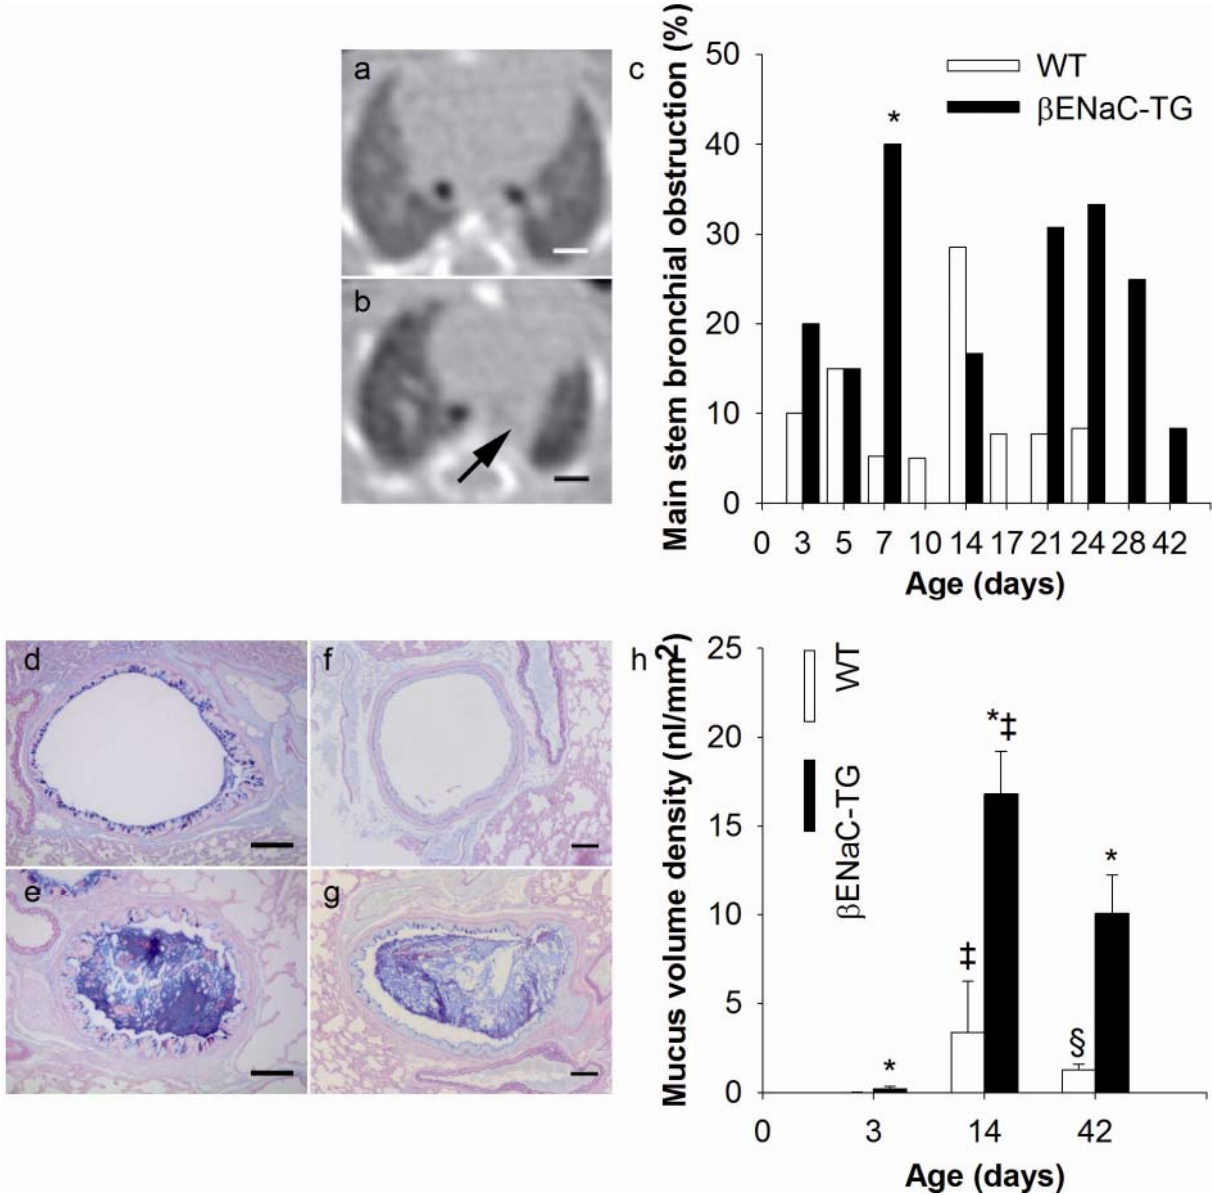 a
b
c
Main stem bronchial obstruction (%)
50
40
30
20
10
0
WT
βENaC-TG
*
0 3 5 7 10 14 17 21 24 28 42
Age (days)
d
f
e
g
h
Mucus volume density (nl/mm²)
25
20
15
10
5
0
WT
βENaC-TG
*
‡
*‡
§
*
0 3 14 42
Age (days)